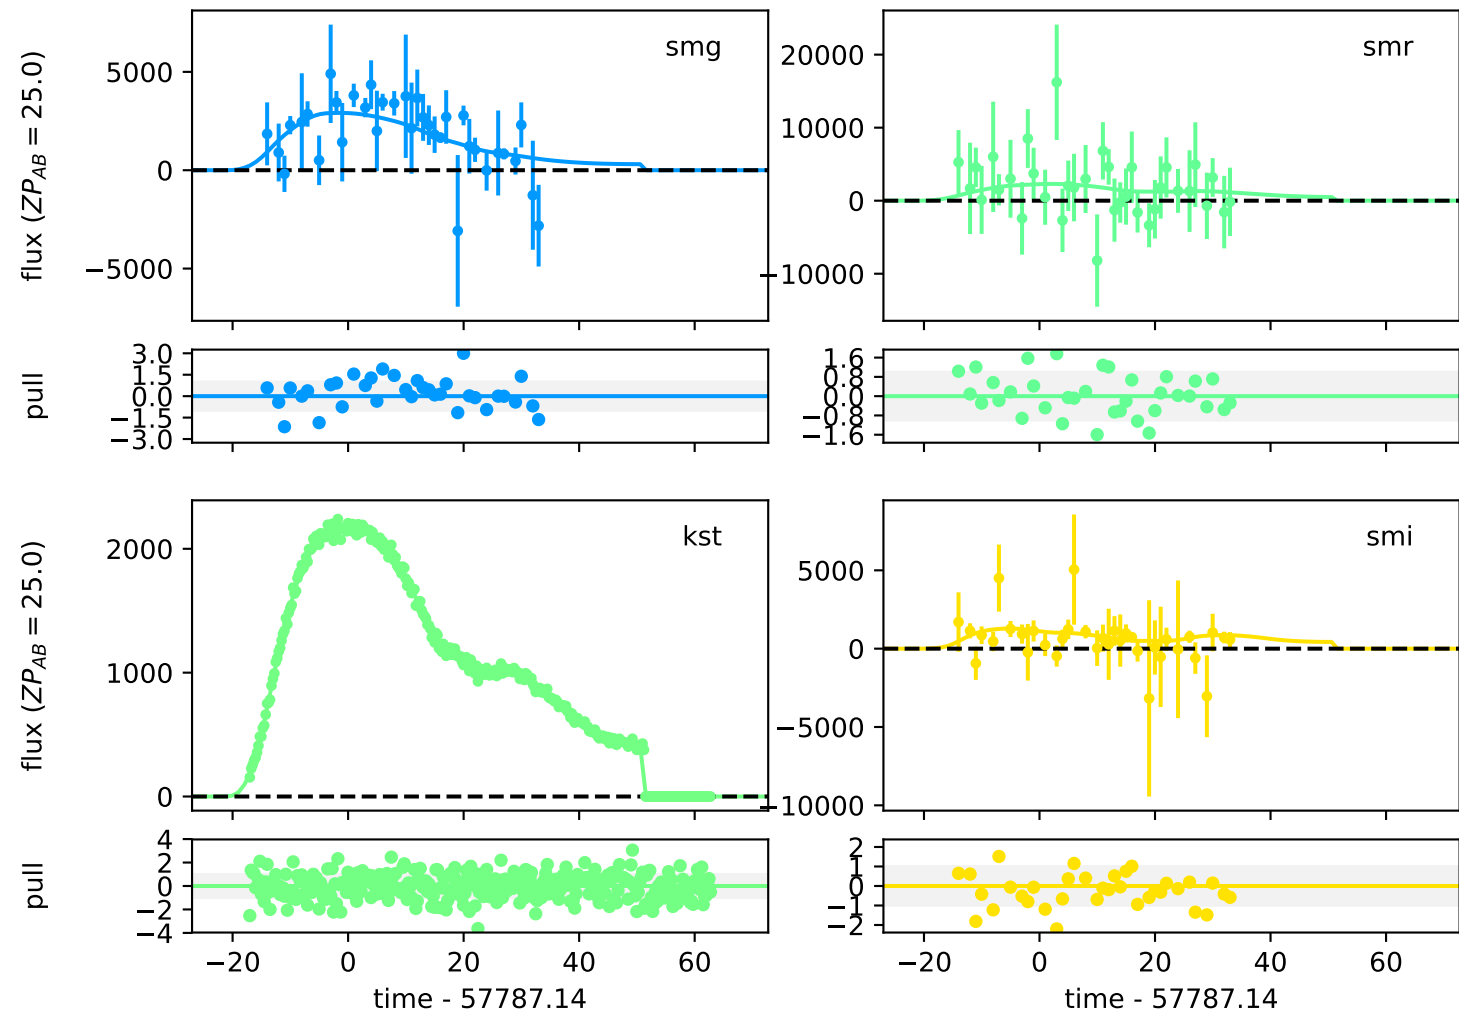 smg
flux (ZP_AB = 25.0)
5000
0
−5000
smr
20000
10000
0
−10000
pull
3.0
1.5
0.0
−1.5
−3.0
1.6
0.8
0.0
−0.8
−1.6
kst
flux (ZP_AB = 25.0)
2000
1000
0
smi
5000
0
−5000
−10000
pull
4
2
0
−2
−4
2
1
0
−1
−2
−20 0 20 40 60
time - 57787.14
−20 0 20 40 60
time - 57787.14